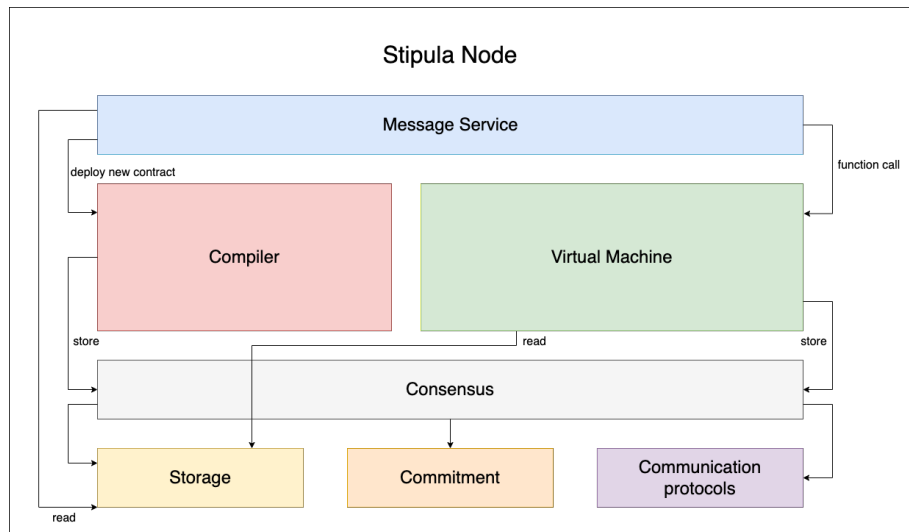 Stipula Node
Message Service
deploy new contract
function call
Compiler
Virtual Machine
store
read
store
Consensus
Storage
Commitment
Communication
protocols
read